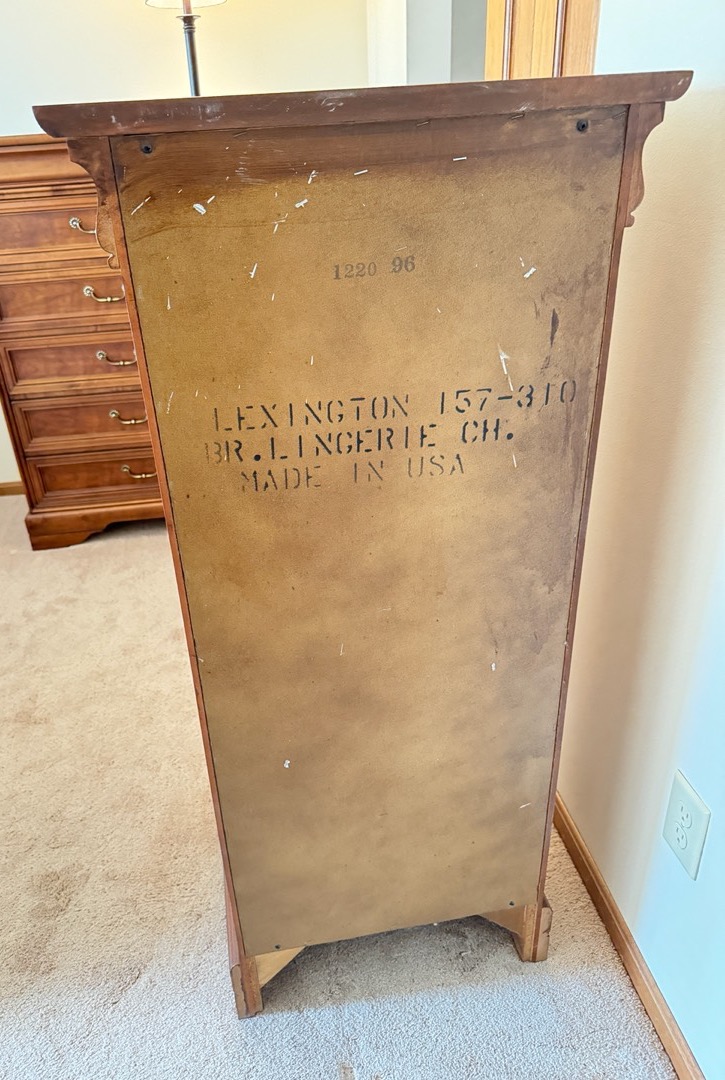 1220 96
LEXINGTON 157-310
BR.LINGERIE CH.
MADE IN USA